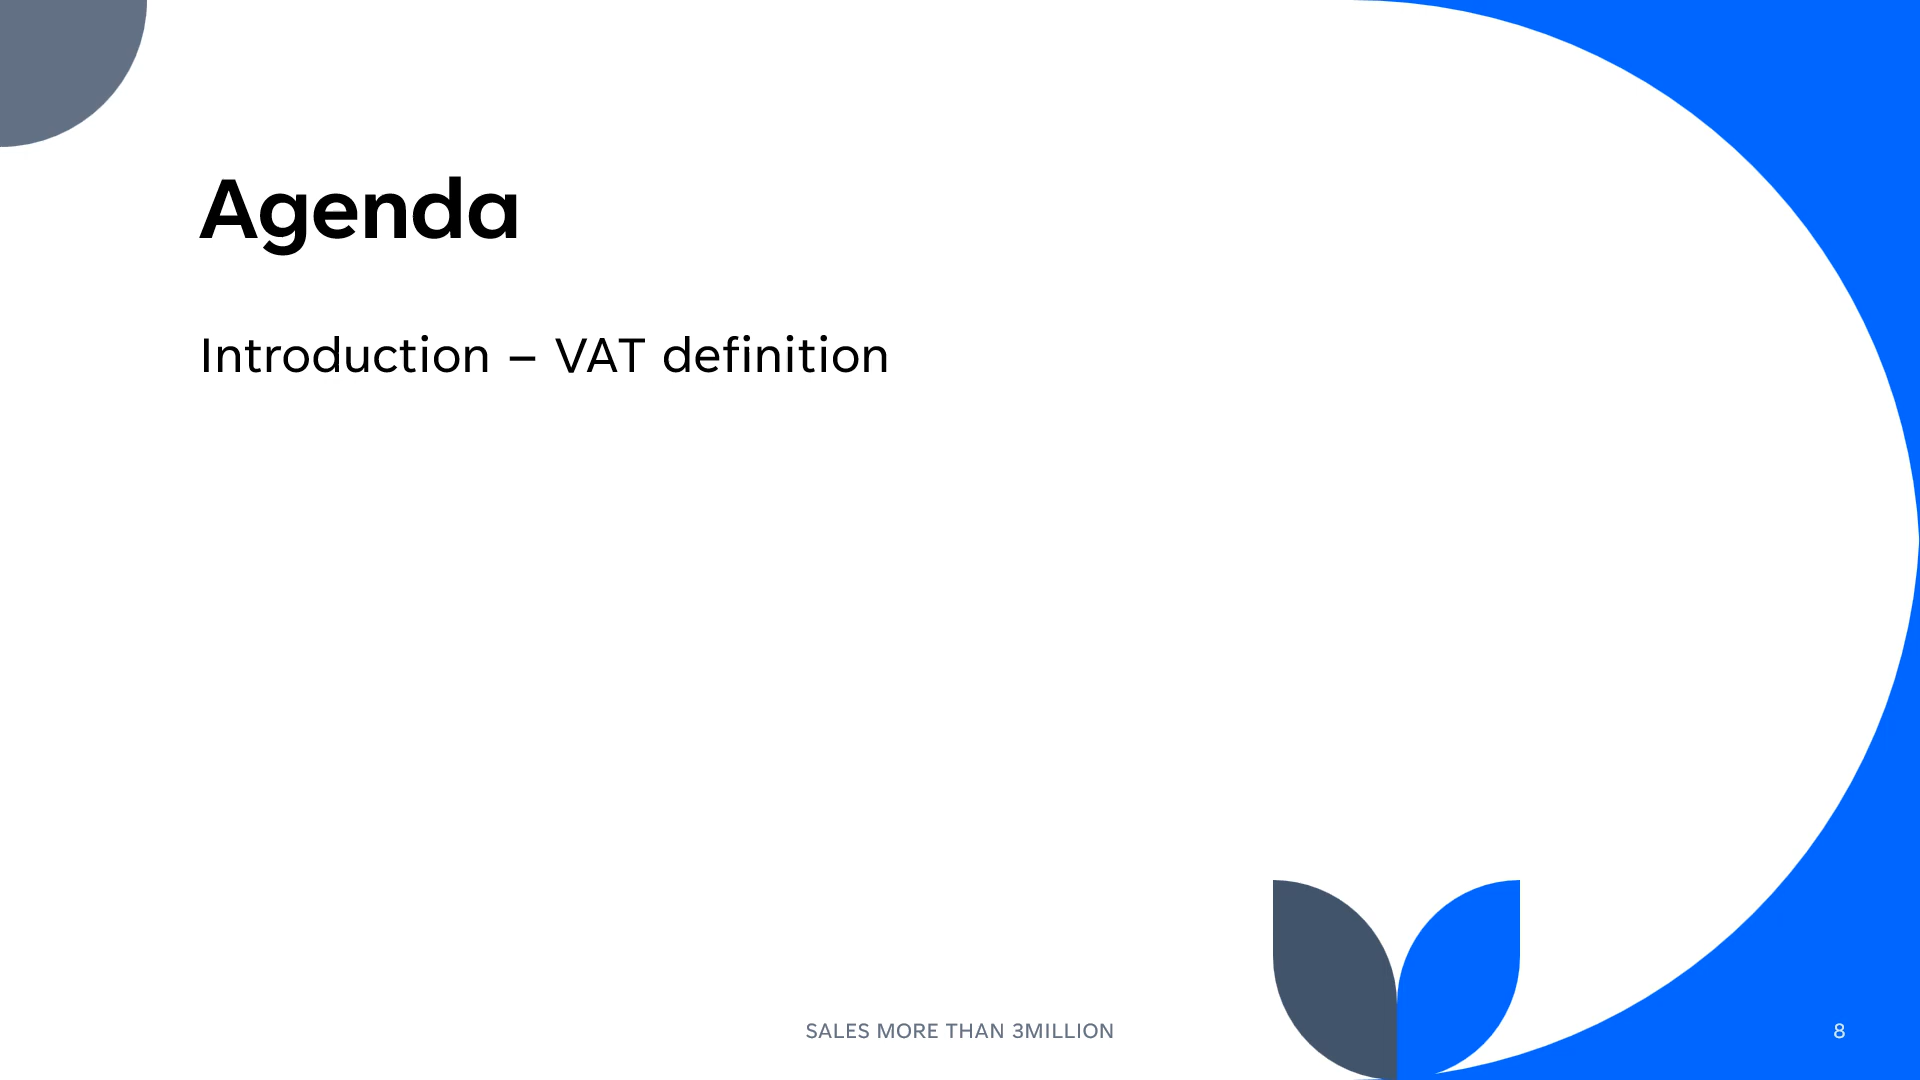 Agenda
Introduction – VAT definition
SALES MORE THAN 3MILLION
8